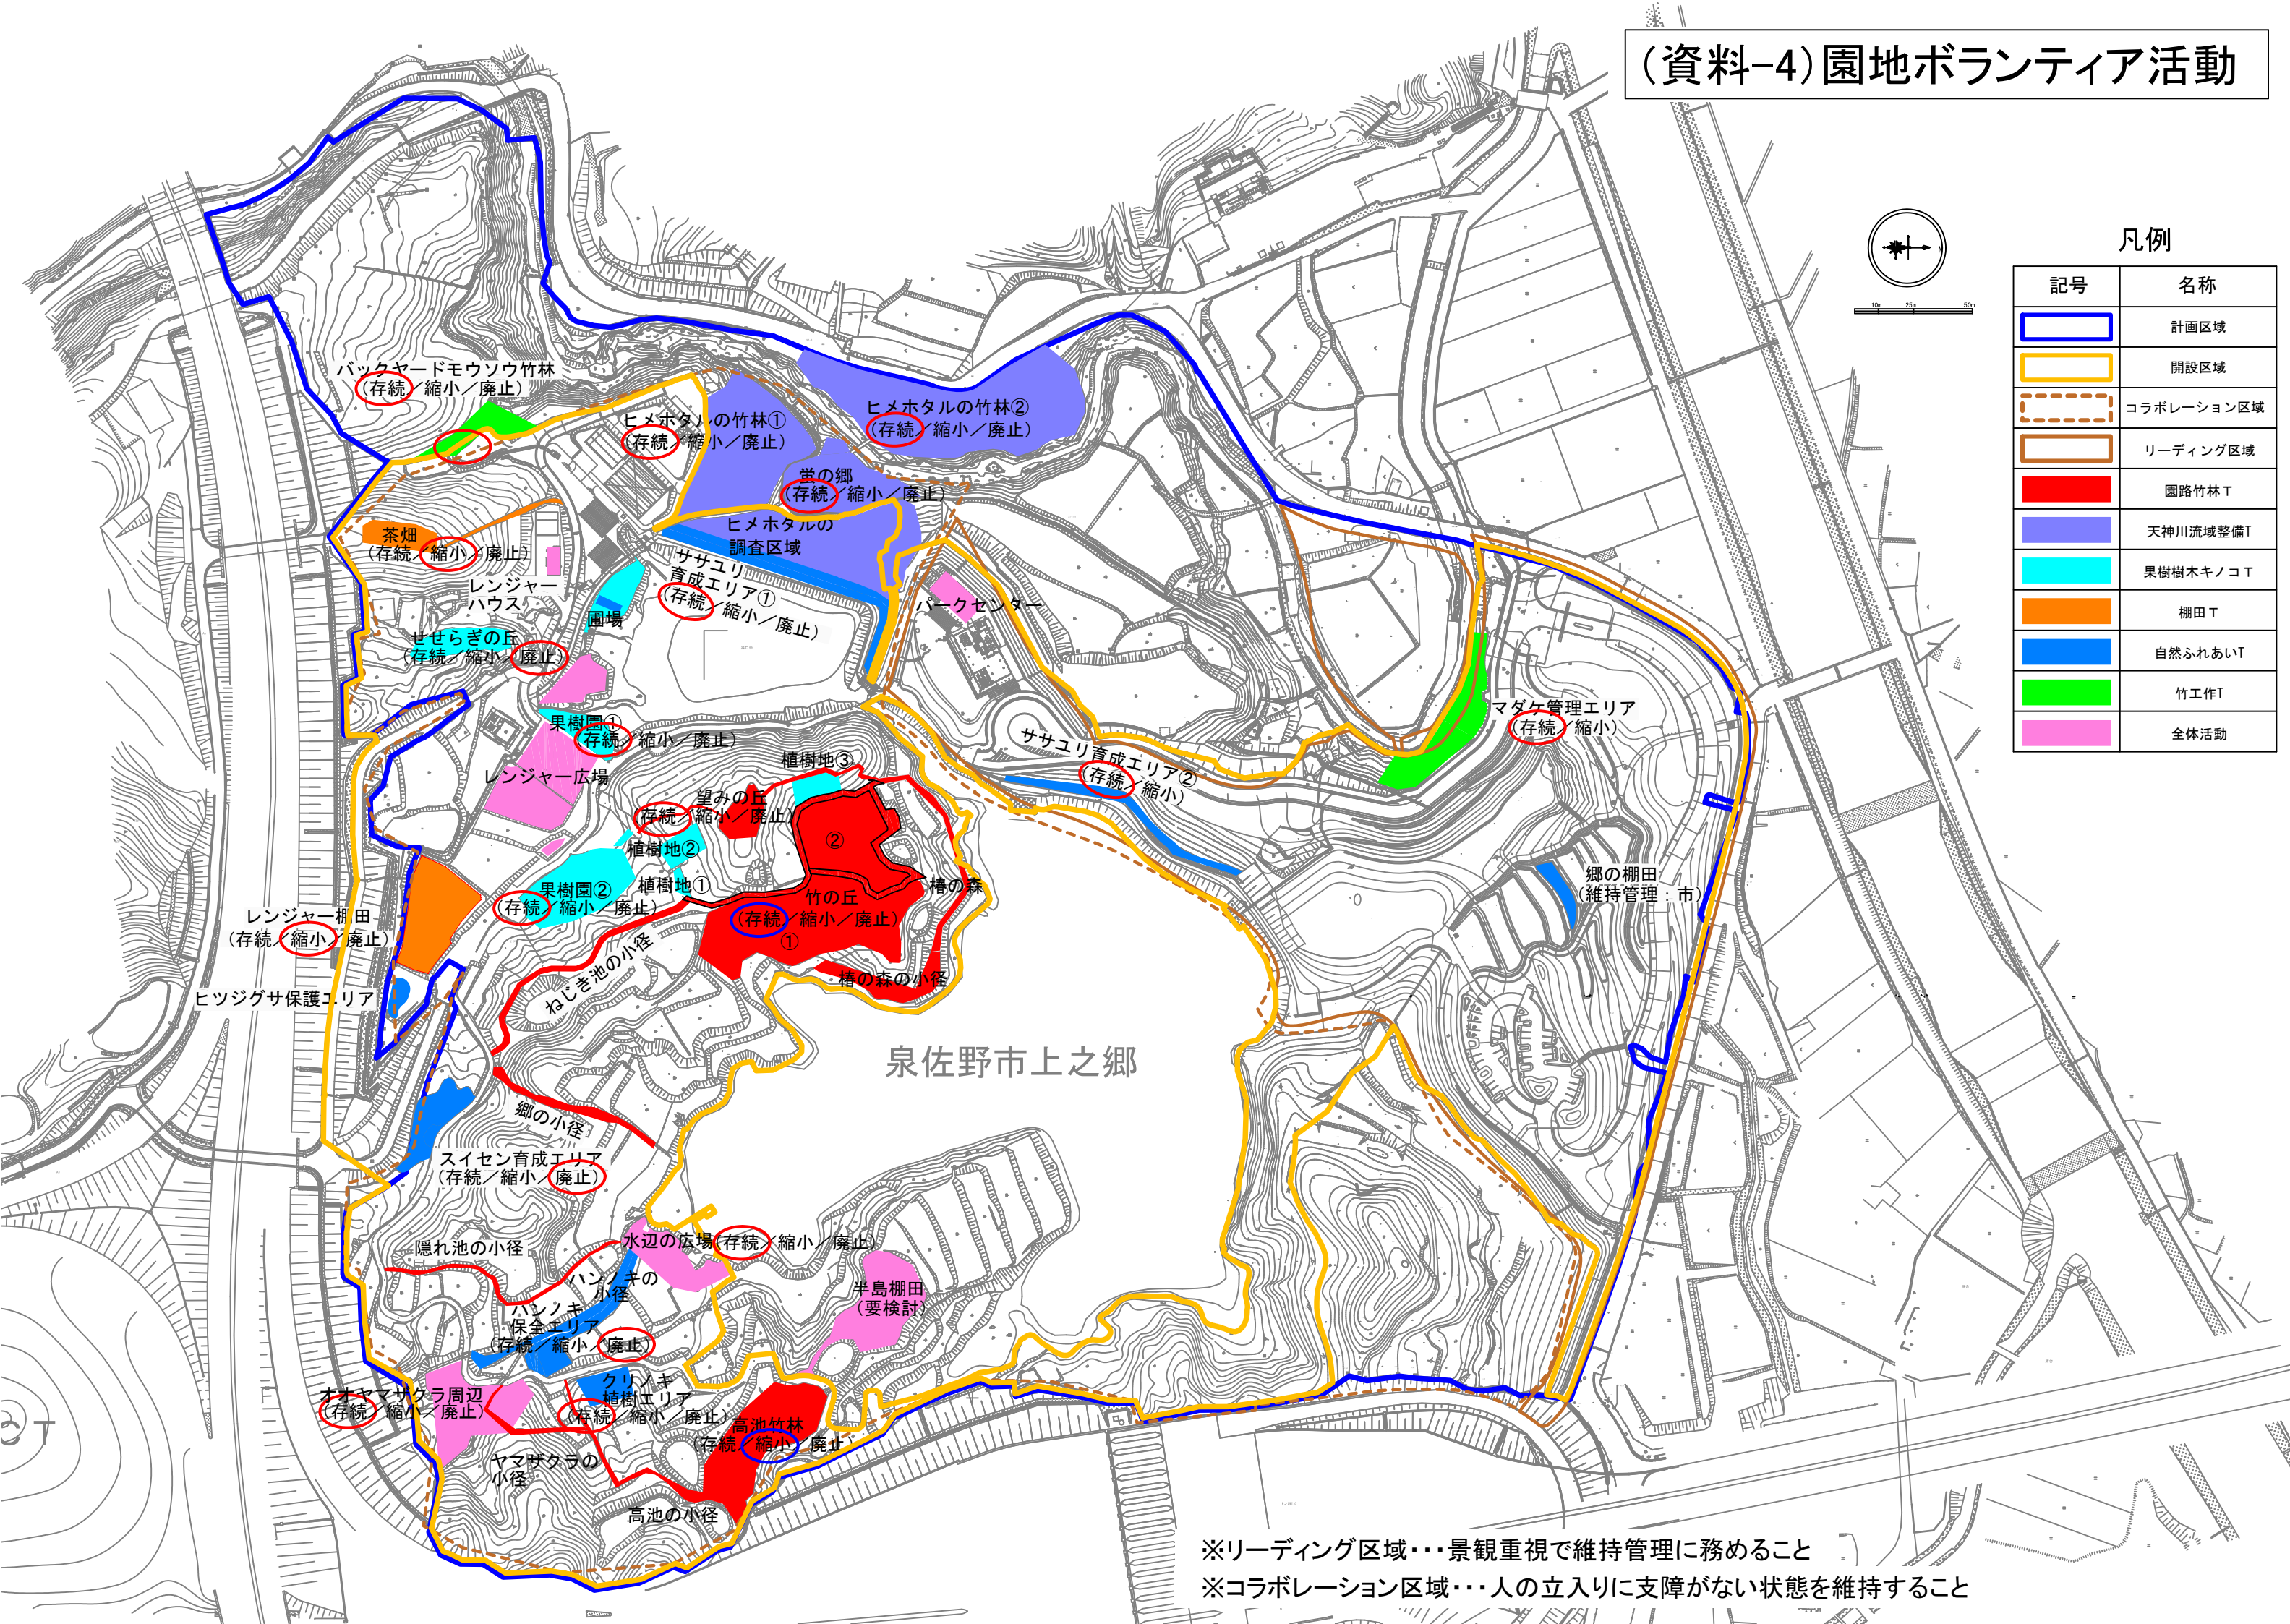 （資料-4）園地ボランティア活動
凡例
記号 名称
計画区域
開設区域
コラボレーション区域
リーディング区域
園路竹林T
天神川流域整備T
果樹樹木キノコT
棚田T
自然ふれあいT
竹工作T
全体活動
N
10m 25m 50m
バックヤードモウソウ竹林
(存続／縮小／廃止)
ヒメホタルの竹林①
(存続／縮小／廃止)
ヒメホタルの竹林②
(存続／縮小／廃止)
蛍の郷
(存続／縮小／廃止)
ヒメホタルの
調査区域
茶畑
(存続／縮小／廃止)
レンジャー
ハウス
ササユリ
育成エリア①
(存続／縮小／廃止)
圃場
パークセンター
せせらぎの丘
(存続／縮小／廃止)
果樹園①
(存続／縮小／廃止)
レンジャー広場
植樹地③
望みの丘
(存続／縮小／廃止)
ササユリ育成エリア②
(存続／縮小)
マダケ管理エリア
(存続／縮小)
植樹地②
②
果樹園②
(存続／縮小／廃止)
植樹地①
竹の丘
(存続／縮小／廃止)
①
椿の森
郷の棚田
(維持管理：市)
レンジャー棚田
(存続／縮小／廃止)
ねじき池の小径
椿の森の小径
ヒツジグサ保護エリア
泉佐野市上之郷
郷の小径
スイセン育成エリア
(存続／縮小／廃止)
隠れ池の小径
水辺の広場(存続／縮小／廃止)
ハンノキの
小径
ハンノキ
保全エリア
(存続／縮小／廃止)
半島棚田
(要検討)
オオヤマザクラ周辺
(存続／縮小／廃止)
クリノキ
植樹エリア
(存続／縮小／廃止)
高池竹林
(存続／縮小／廃止)
ヤマザクラの
小径
高池の小径
CT
※リーディング区域・・・景観重視で維持管理に務めること
※コラボレーション区域・・・人の立入りに支障がない状態を維持すること